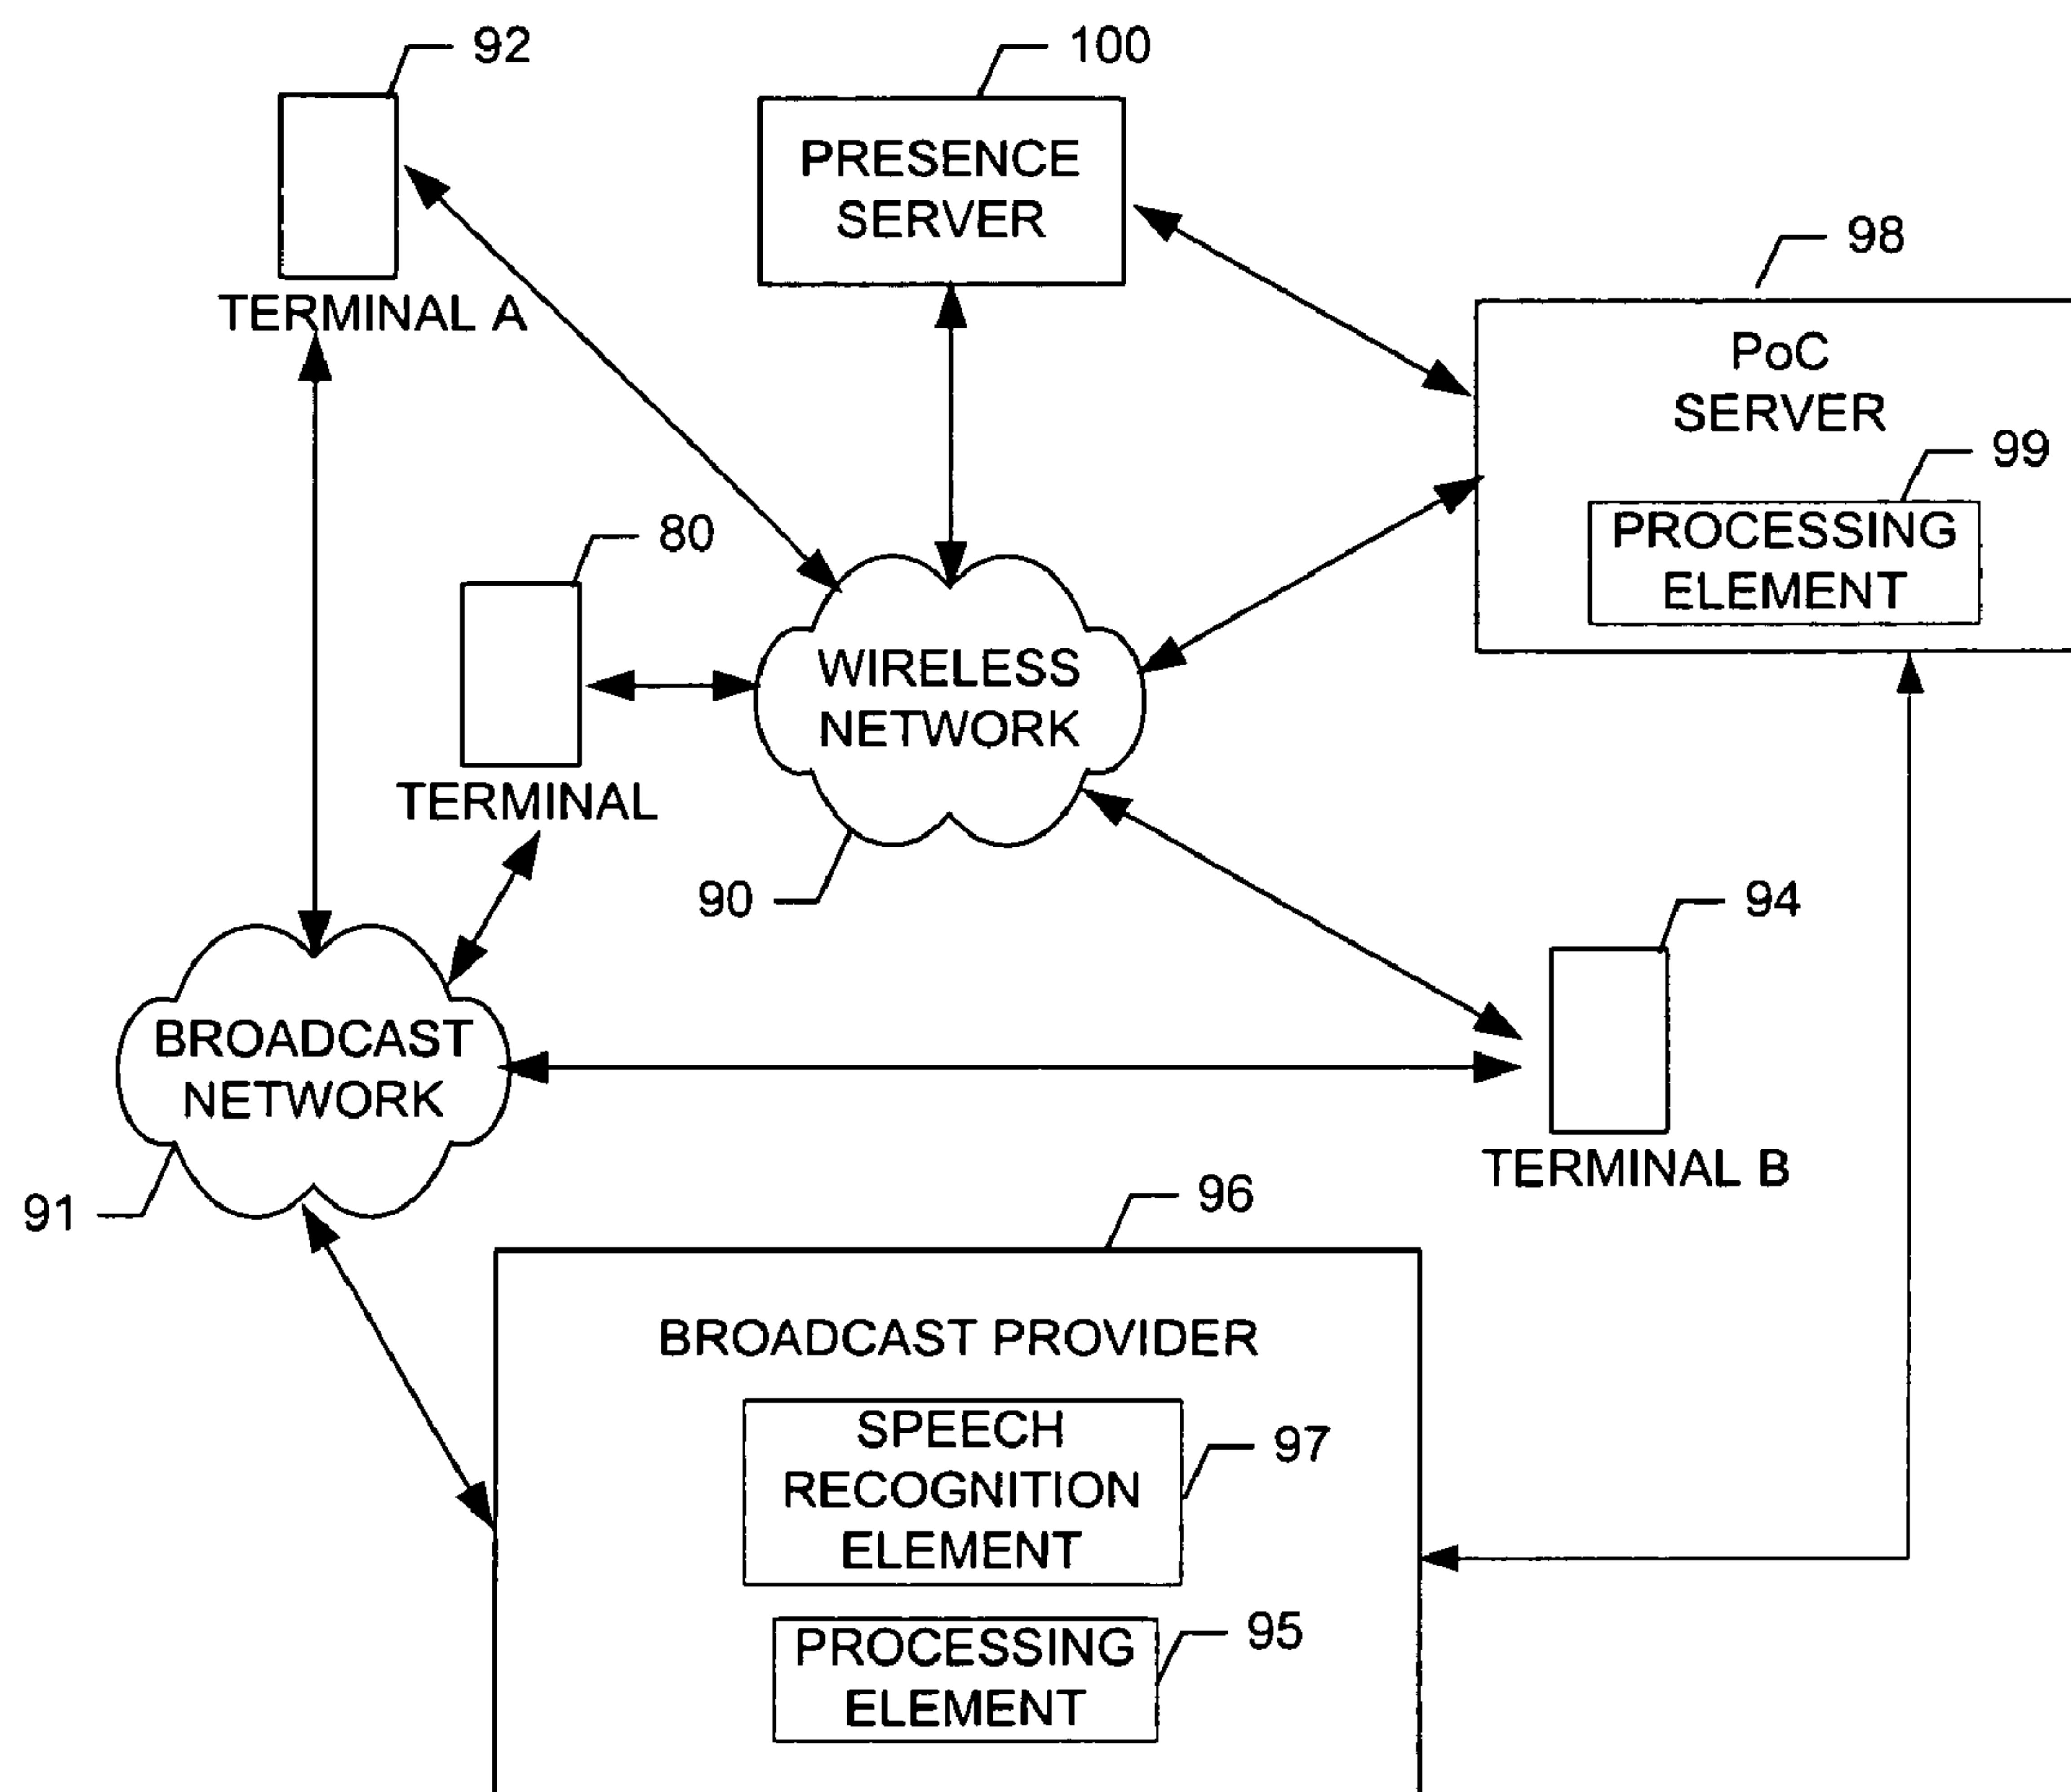 92
100
PRESENCE
SERVER
98
TERMINAL A
PoC
SERVER
99
PROCESSING
ELEMENT
80
WIRELESS
NETWORK
TERMINAL
90
94
BROADCAST
NETWORK
TERMINAL B
91
96
BROADCAST PROVIDER
SPEECH
RECOGNITION
ELEMENT
97
PROCESSING
ELEMENT
95